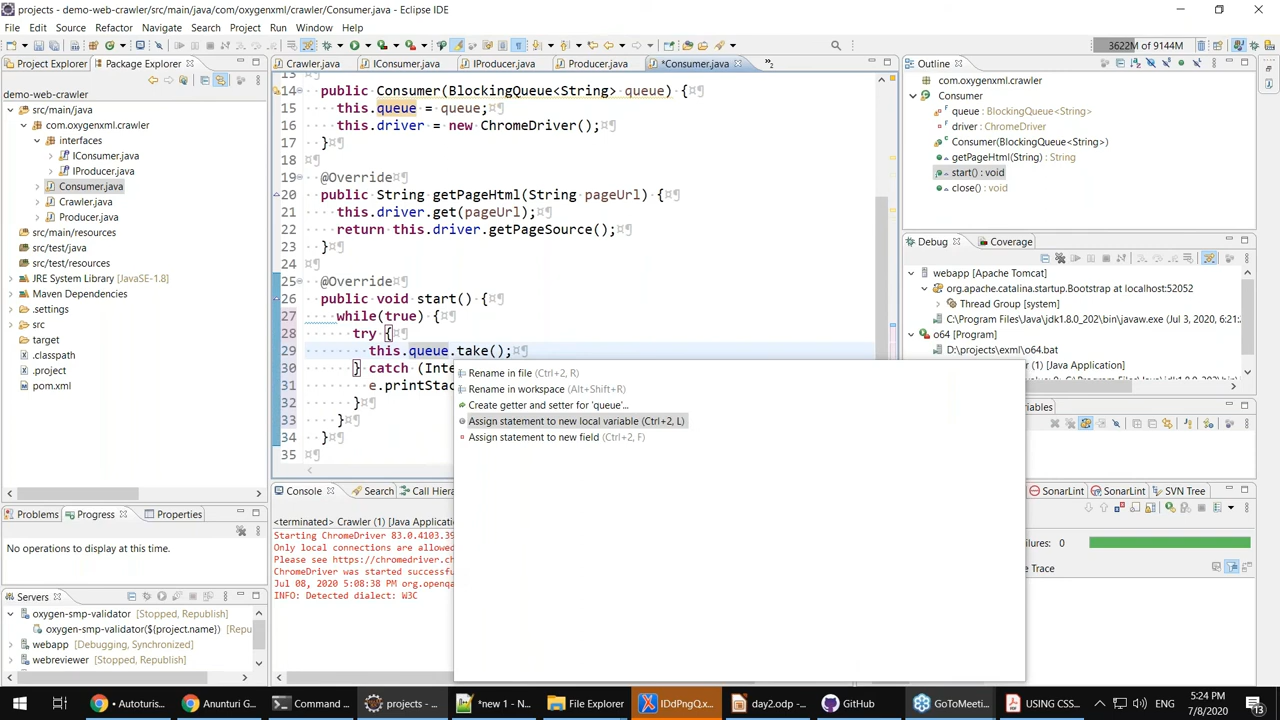 projects - demo-web-crawler/src/main/java/com/oxygenxml/crawler/Consumer.java - Eclipse IDE
File Edit Source Refactor Navigate Search Project Run Window Help
3622M of 9144M
Project Explorer
Package Explorer
demo-web-crawler
src/main/java
com.oxygenxml.crawler
interfaces
IConsumer.java
IProducer.java
Consumer.java
Crawler.java
Producer.java
src/main/resources
src/test/java
src/test/resources
JRE System Library [JavaSE-1.8]
Maven Dependencies
.settings
src
target
.classpath
.project
pom.xml
Crawler.java
IConsumer.java
IProducer.java
Producer.java
*Consumer.java
13
14 public Consumer(BlockingQueue<String> queue) {
15 this.queue = queue;
16 this.driver = new ChromeDriver();
17 }
18
19 @Override
20 public String getPageHtml(String pageUrl) {
21 this.driver.get(pageUrl);
22 return this.driver.getPageSource();
23 }
24
25 @Override
26 public void start() {
27 while(true) {
28 try {
29 this.queue.take();
30 } catch (Inte
31 e.printStac
32 }
33 }
34 }
35
Rename in file (Ctrl+2, R)
Rename in workspace (Alt+Shift+R)
Create getter and setter for 'queue'...
Assign statement to new local variable (Ctrl+2, L)
Assign statement to new field (Ctrl+2, F)
Outline
com.oxygenxml.crawler
Consumer
queue : BlockingQueue<String>
driver : ChromeDriver
Consumer(BlockingQueue<String>)
getPageHtml(String) : String
start() : void
close() : void
Debug
Coverage
webapp [Apache Tomcat]
org.apache.catalina.startup.Bootstrap at localhost:52052
Thread Group [system]
C:\Program Files\Java\jdk1.8.0_202\bin\javaw.exe (Jul 3, 2020, 6:21:
o64 [Program]
D:\projects\exml\o64.bat
ariables
SonarLint
SonarLint
SVN Tree
ilures: 0
e Trace
Problems
Progress
Properties
No operations to display at this time.
Servers
oxygen-smp-validator [Stopped, Republish]
oxygen-smp-validator(${project.name}) [Repu
webapp [Debugging, Synchronized]
webreviewer [Stopped, Republish]
Console
Search
Call Hierar
<terminated> Crawler (1) [Java Application]
Starting ChromeDriver 83.0.4103.39
Only local connections are allowed
Please see https://chromedriver.ch
ChromeDriver was started successfu
Jul 08, 2020 5:08:38 PM org.openqa
INFO: Detected dialect: W3C
Autoturis...
Anunturi G...
Command ...
projects - ...
*new 1 - N...
File Explorer
IDdPngQ.x...
day2.odp - ...
GitHub
GoToMeeti...
USING CSS...
ENG
5:24 PM
7/8/2020
13